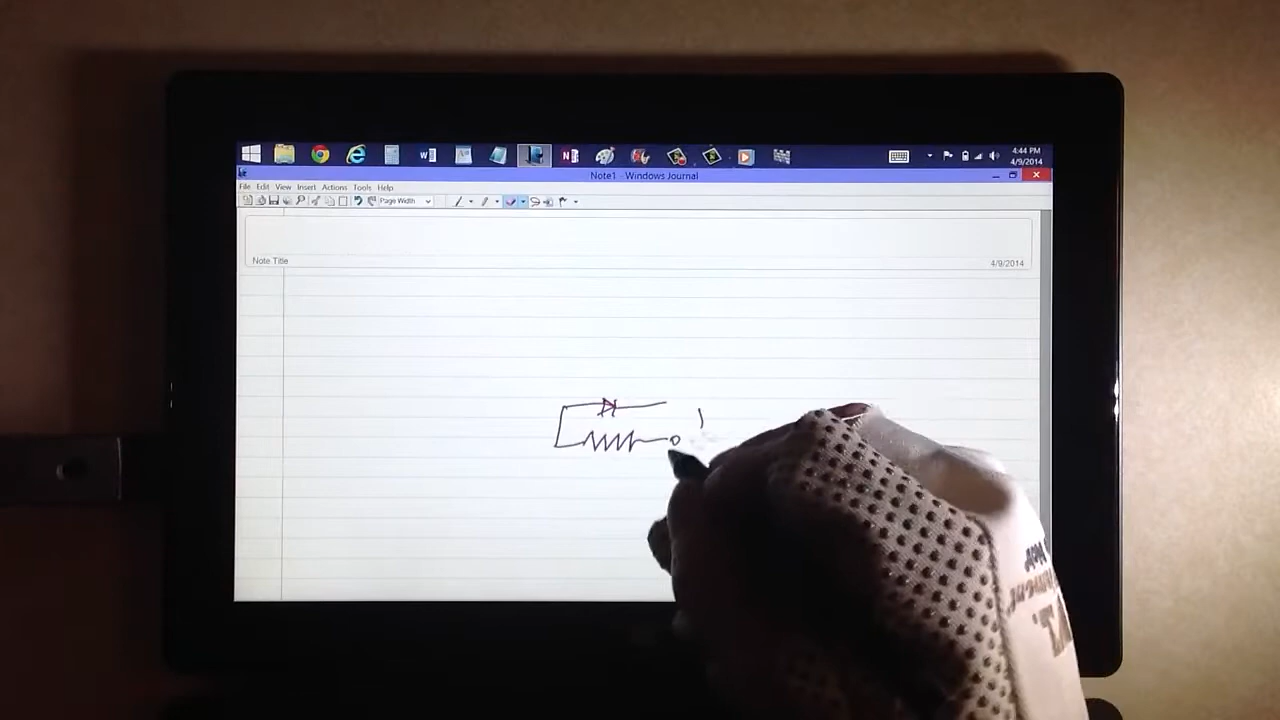 4:44 PM
4/9/2014
Note1 - Windows Journal
File Edit View Insert Actions Tools Help
Page Width
Note Title
4/9/2014